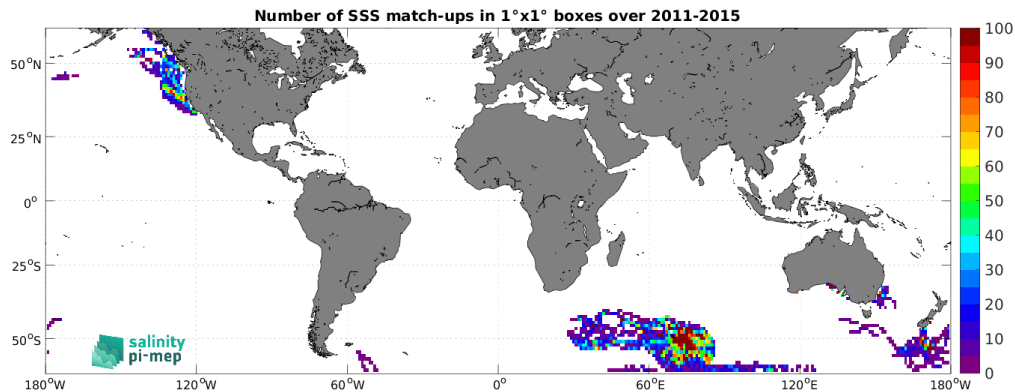 Number of SSS match-ups in 1°x1° boxes over 2011-2015
100
90
80
70
60
50
40
30
20
10
0
50°N
25°N
0°
25°S
50°S
salinity
pi-mep
180°W 120°W 60°W 0° 60°E 120°E 180°W